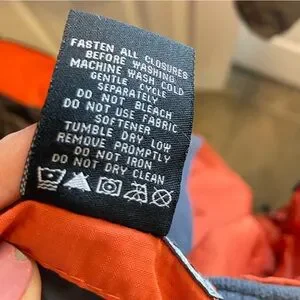 FASTEN ALL CLOSURES
BEFORE WASHING
MACHINE WASH COLD
GENTLE CYCLE
SEPARATELY
DO NOT BLEACH
DO NOT USE FABRIC
SOFTENER
TUMBLE DRY LOW
REMOVE PROMPTLY
DO NOT IRON
DO NOT DRY CLEAN